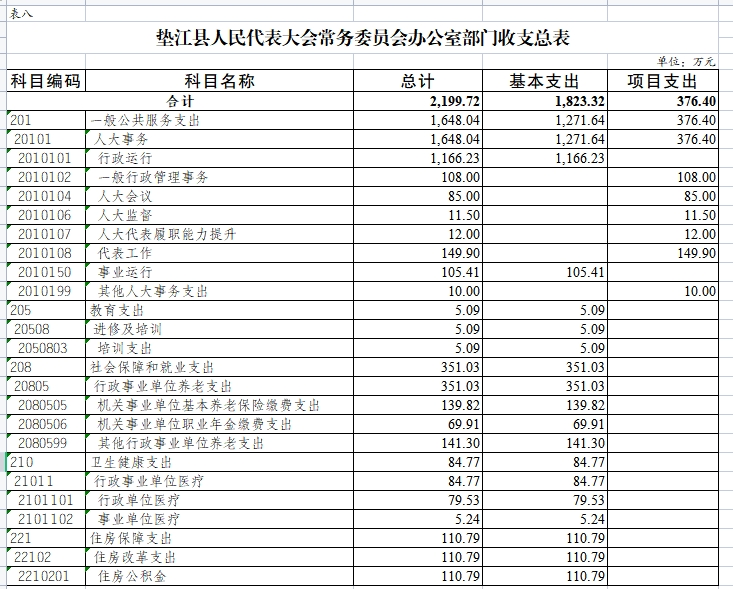 表八
垫江县人民代表大会常务委员会办公室部门收支总表
单位：万元
科目编码 科目名称 总计 基本支出 项目支出
合计 2,199.72 1,823.32 376.40
201 一般公共服务支出 1,648.04 1,271.64 376.40
20101 人大事务 1,648.04 1,271.64 376.40
2010101 行政运行 1,166.23 1,166.23
2010102 一般行政管理事务 108.00 108.00
2010104 人大会议 85.00 85.00
2010106 人大监督 11.50 11.50
2010107 人大代表履职能力提升 12.00 12.00
2010108 代表工作 149.90 149.90
2010150 事业运行 105.41 105.41
2010199 其他人大事务支出 10.00 10.00
205 教育支出 5.09 5.09
20508 进修及培训 5.09 5.09
2050803 培训支出 5.09 5.09
208 社会保障和就业支出 351.03 351.03
20805 行政事业单位养老支出 351.03 351.03
2080505 机关事业单位基本养老保险缴费支出 139.82 139.82
2080506 机关事业单位职业年金缴费支出 69.91 69.91
2080599 其他行政事业单位养老支出 141.30 141.30
210 卫生健康支出 84.77 84.77
21011 行政事业单位医疗 84.77 84.77
2101101 行政单位医疗 79.53 79.53
2101102 事业单位医疗 5.24 5.24
221 住房保障支出 110.79 110.79
22102 住房改革支出 110.79 110.79
2210201 住房公积金 110.79 110.79